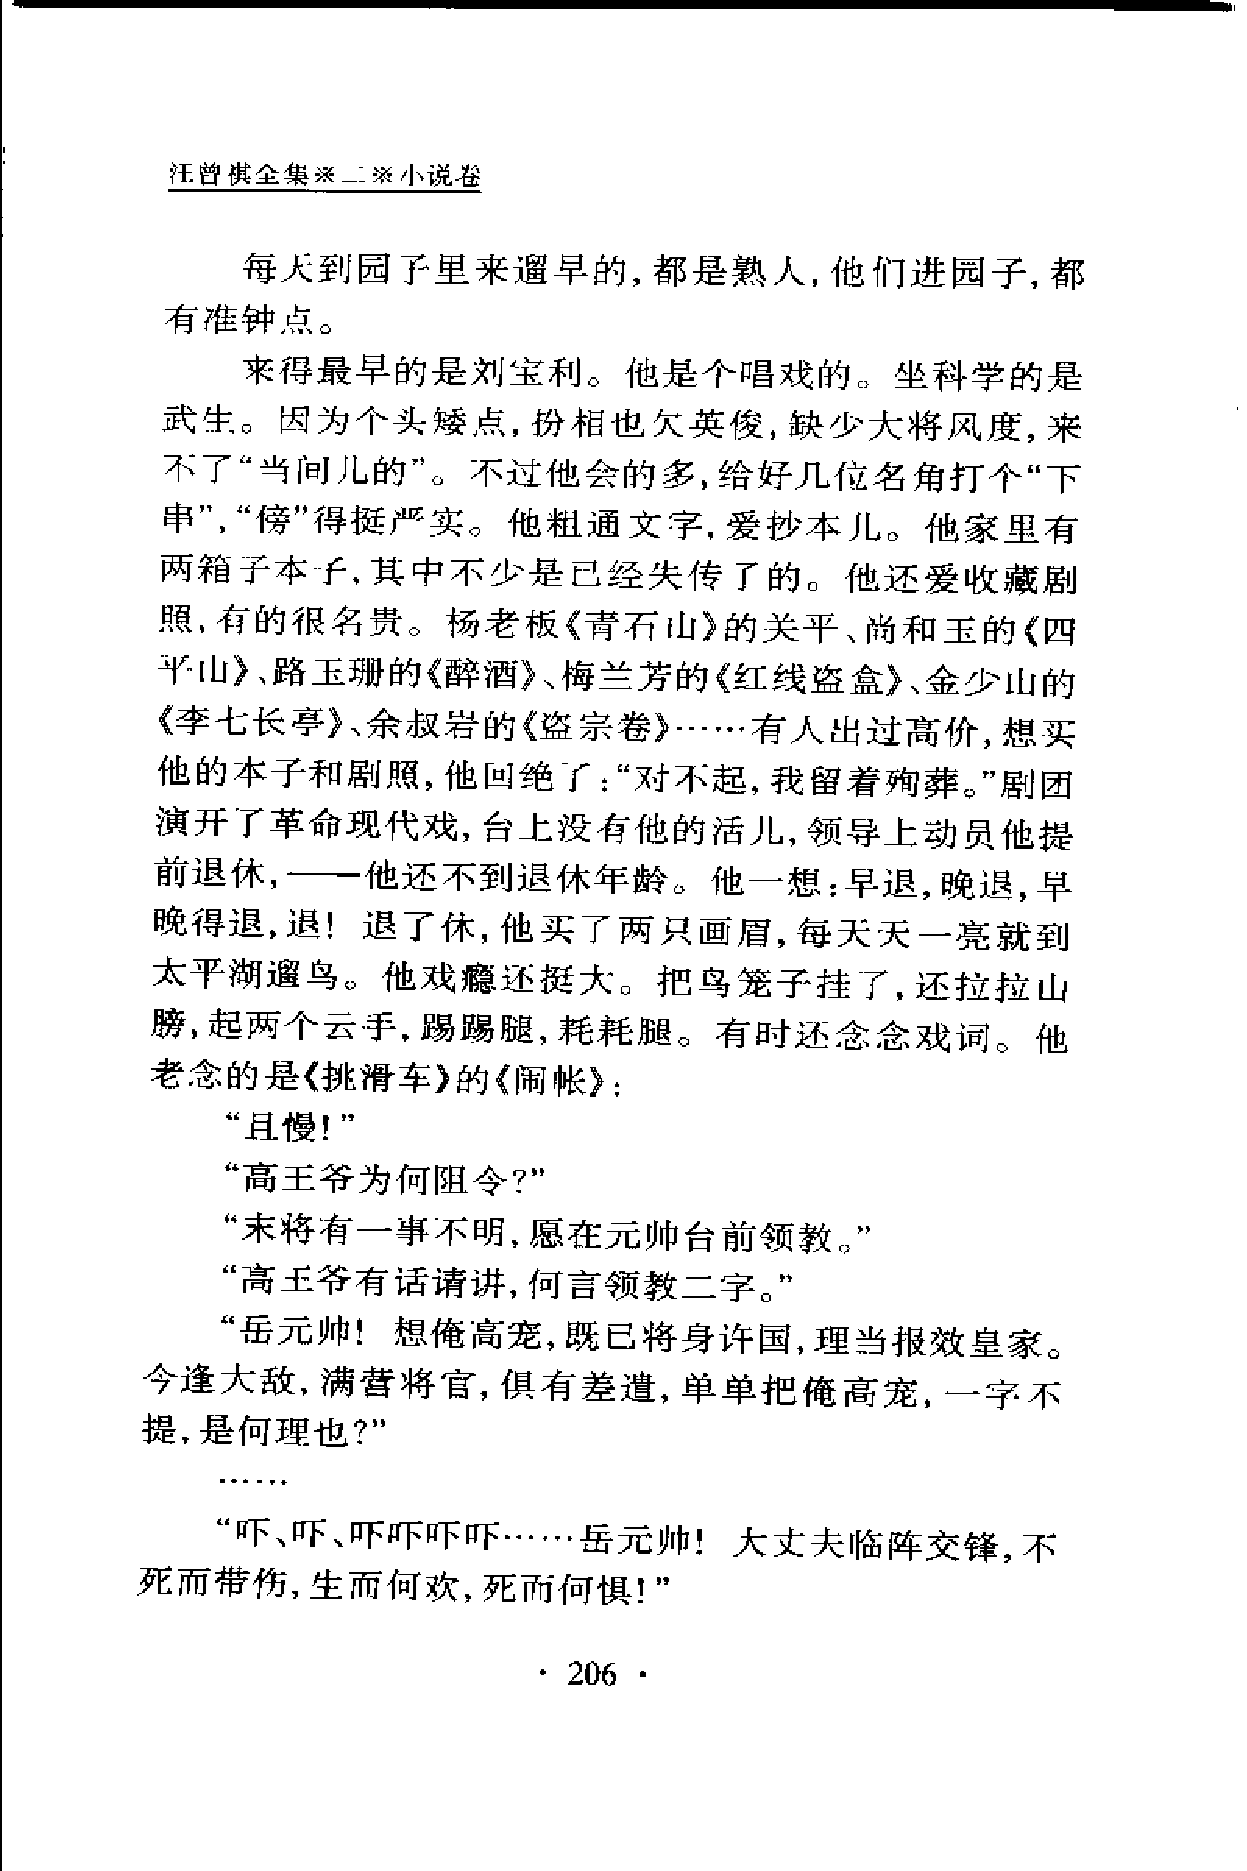 汪曾祺全集※二※小说卷
每天到园子里来遛早的,都是熟人,他们进园子,都
有准钟点。
来得最早的是刘宝利。他是个唱戏的。坐科学的是
武生。因为个头矮点,扮相也欠英俊,缺少大将风度,来
不了“当间儿的”。不过他会的多,给好几位名角打个“下
串”,“傍”得挺严实。他粗通文字,爱抄本儿。他家里有
两箱子本子,其中不少是已经失传了的。他还爱收藏剧
照,有的很名贵。杨老板《青石山》的关平、尚和玉的《四
平山》、路玉珊的《醉酒》、梅兰芳的《红线盗盒》、金少山的
《李七长亭》、余叔岩的《盗宗卷》……有人出过高价,想买
他的本子和剧照,他回绝了:“对不起,我留着殉葬。”剧团
演开了革命现代戏,台上没有他的活儿,领导上动员他提
前退休,——他还不到退休年龄。他一想:早退,晚退,早
晚得退,退! 退了休,他买了两只画眉,每天天一亮就到
太平湖遛鸟。他戏瘾还挺大。把鸟笼子挂了,还拉拉山
膀,起两个云手,踢踢腿,耗耗腿。有时还念念戏词。他
老念的是《挑滑车》的《闹帐》:
“且慢!”
“高王爷为何阻令?”
“末将有一事不明,愿在元帅台前领教。”
“高王爷有话请讲,何言领教二字。”
“岳元帅! 想俺高宠,既已将身许国,理当报效皇家。
今逢大敌,满营将官,俱有差遣,单单把俺高宠,一字不
提,是何理也?”
……
“吓、吓、吓吓吓吓……岳元帅! 大丈夫临阵交锋,不
死而带伤,生而何欢,死而何惧!”
· 206 ·